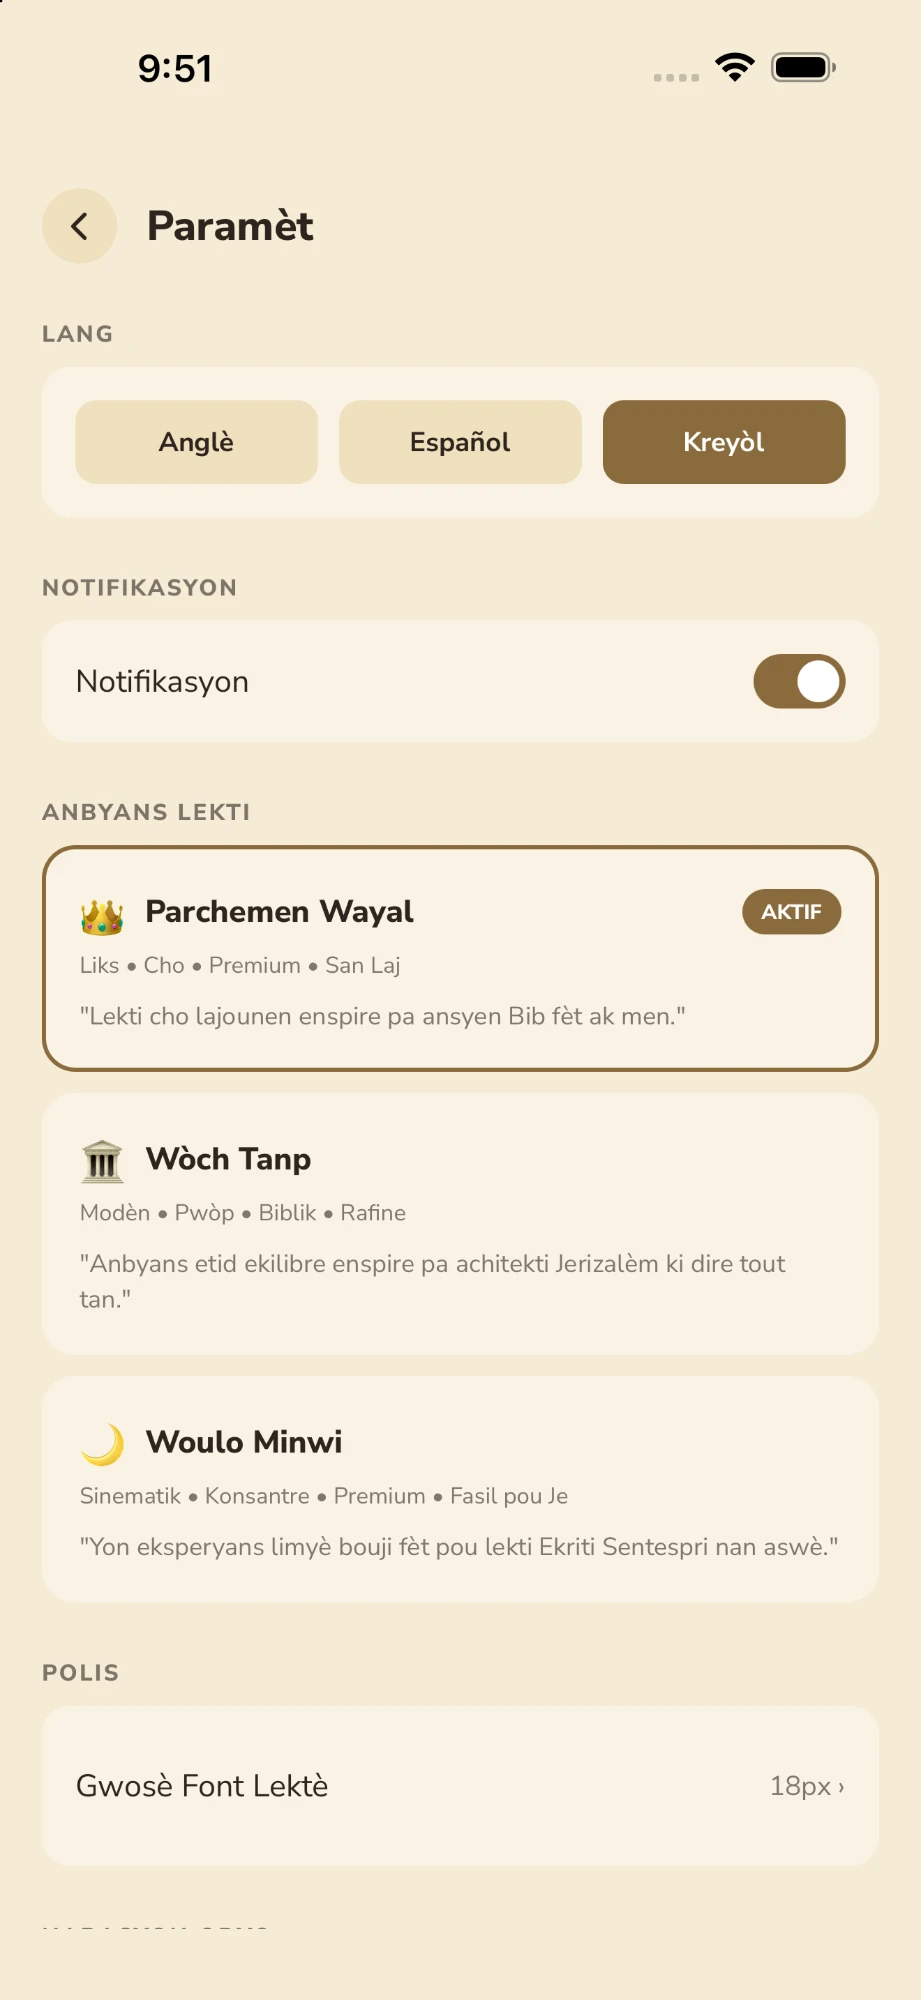 9:51
Paramèt
LANG
Anglè
Español
Kreyòl
NOTIFIKASYON
Notifikasyon
ANBYANS LEKTI
Parchemen Wayal
AKTIF
Liks • Cho • Premium • San Laj
"Lekti cho lajounen enspire pa ansyen Bib fèt ak men."
Wòch Tanp
Modèn • Pwòp • Biblik • Rafine
"Anbyans etid ekilibre enspire pa achitekti Jerizalèm ki dire tout
tan."
Woulo Minwi
Sinematik • Konsantre • Premium • Fasil pou Je
"Yon eksperyans limyè bouji fèt pou lekti Ekriti Sentespri nan aswè."
POLIS
Gwosè Font Lektè
18px ›